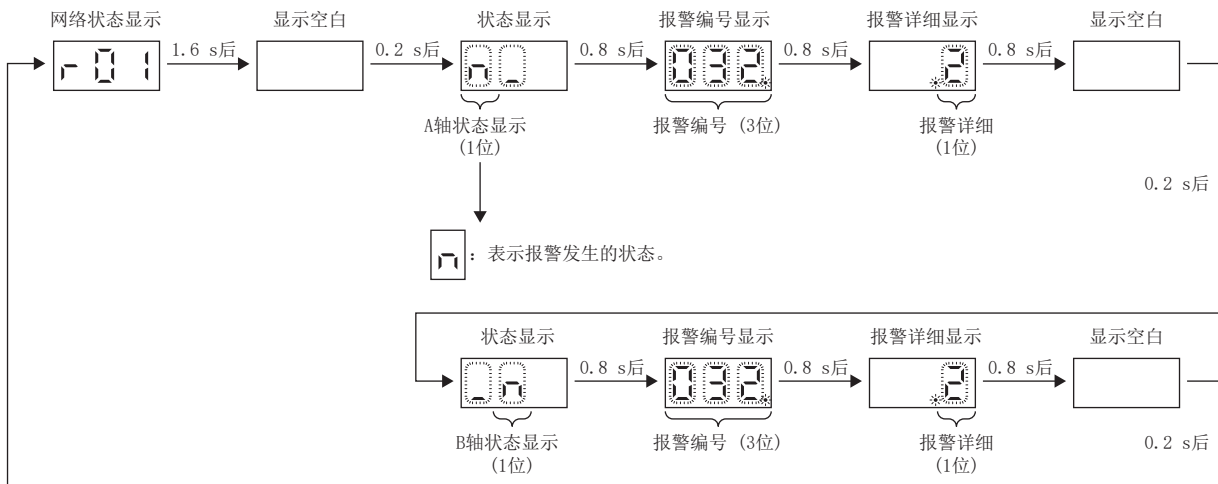 网络状态显示 显示空白 状态显示 报警编号显示 报警详细显示 显示空白
r01 1.6 s后 0.2 s后 n_ 0.8 s后 032. 0.8 s后 .2 0.8 s后
A轴状态显示 报警编号 (3位) 报警详细
(1位) (1位)
0.2 s后
n : 表示报警发生的状态。
状态显示 报警编号显示 报警详细显示 显示空白
_n 0.8 s后 032. 0.8 s后 .2 0.8 s后
B轴状态显示 报警编号 (3位) 报警详细 0.2 s后
(1位) (1位)